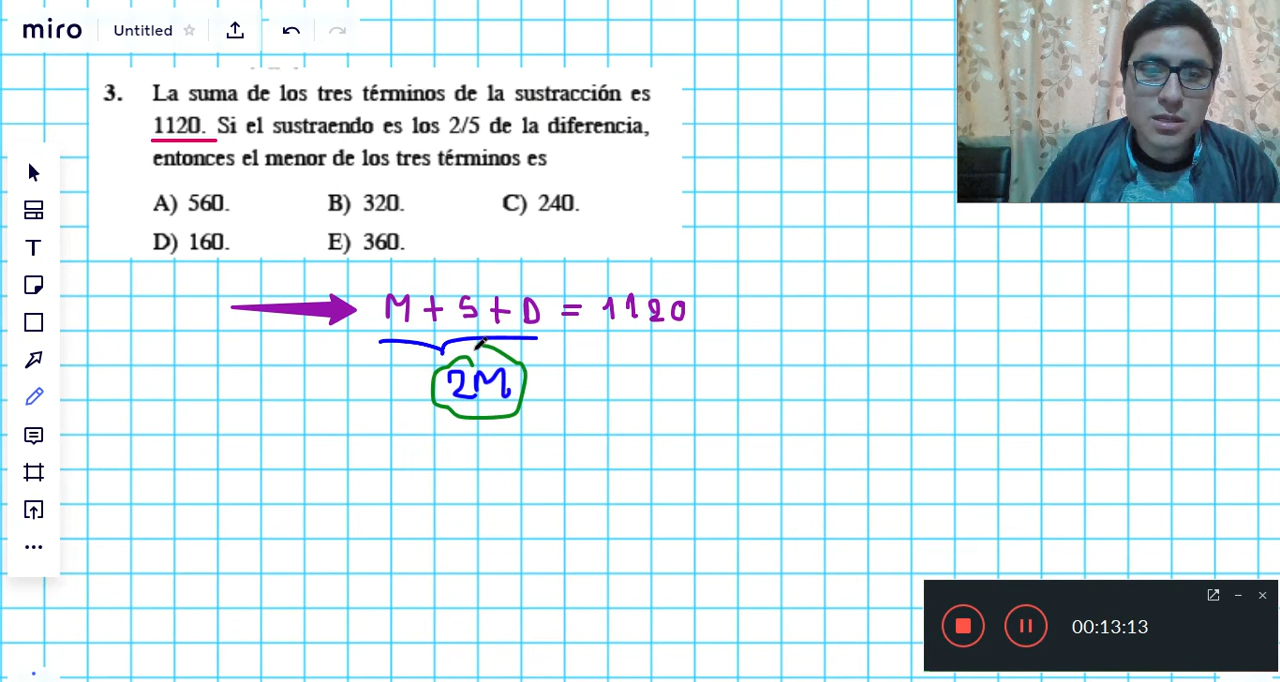 miro
Untitled
3. La suma de los tres términos de la sustracción es
1120. Si el sustraendo es los 2/5 de la diferencia,
entonces el menor de los tres términos es
A) 560. B) 320. C) 240.
D) 160. E) 360.
M + S + D = 1120
2M
T
00:13:13